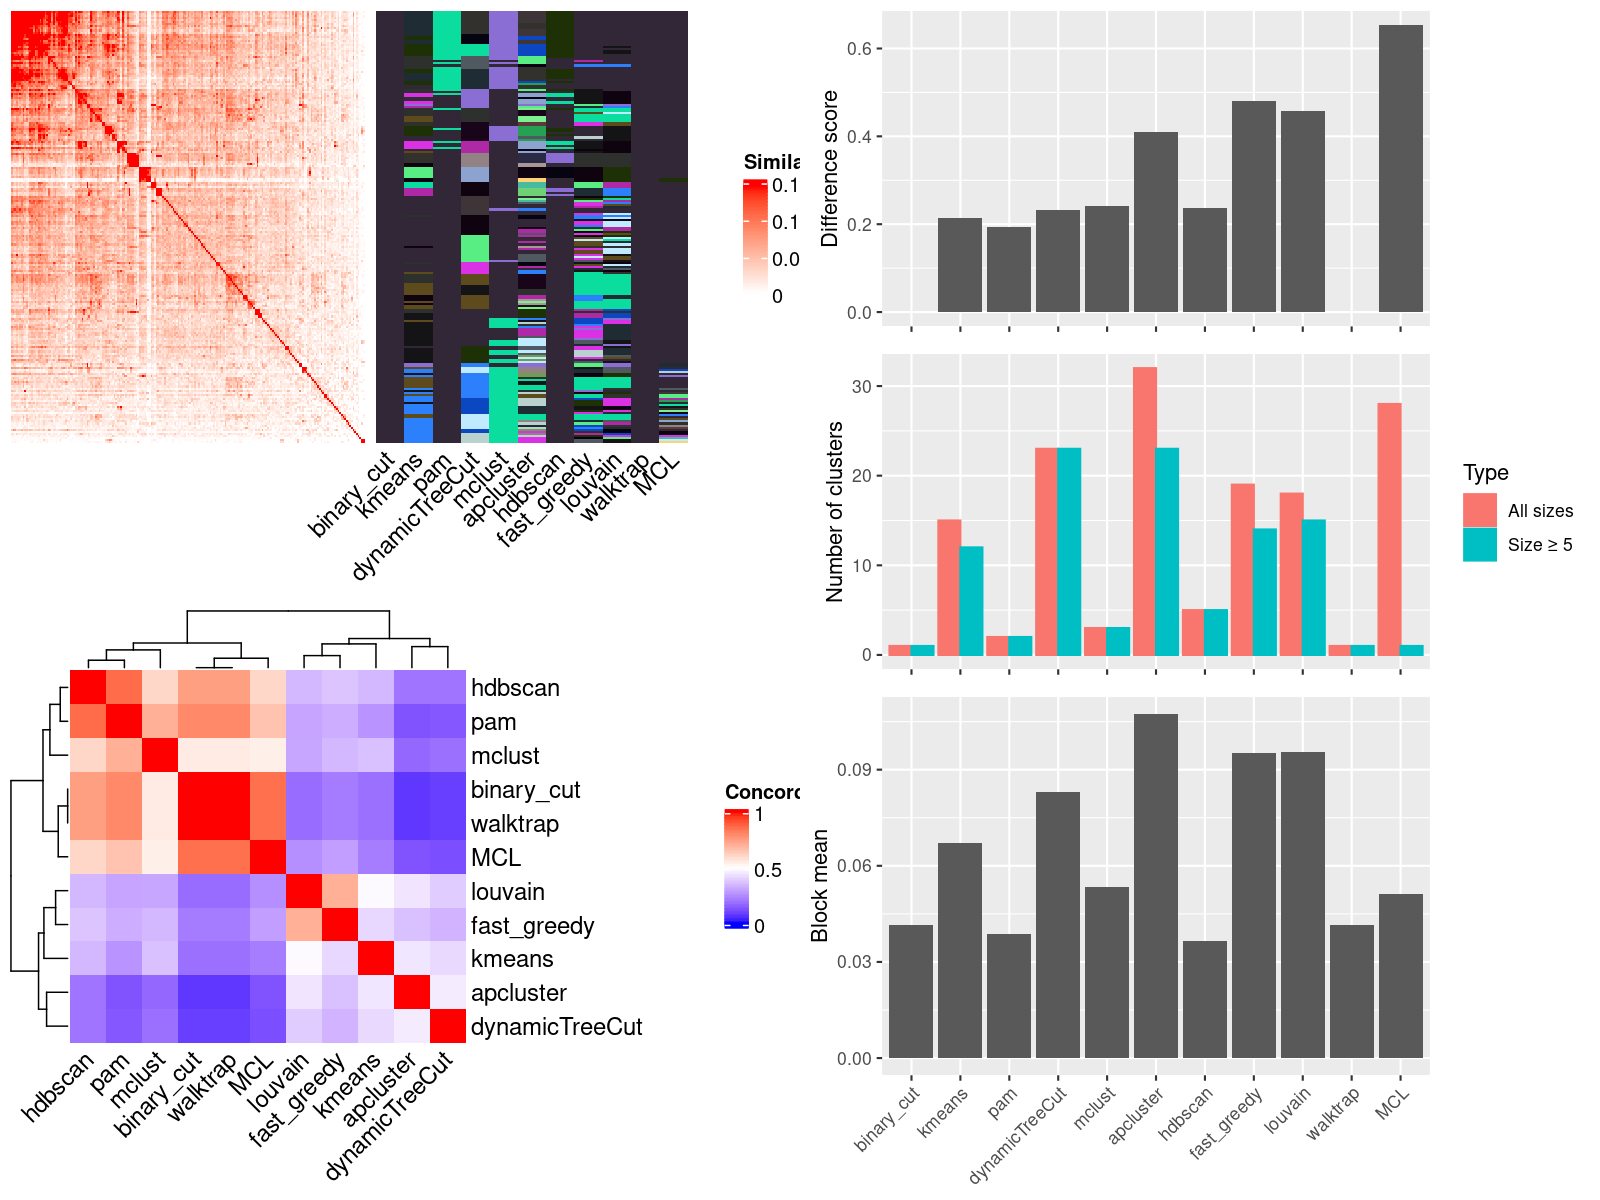 Simila
0.1
0.1
0.0
0
binary_cut
kmeans
pam
dynamicTreeCut
mclust
apcluster
hdbscan
fast_greedy
louvain
walktrap
MCL
hdbscan
pam
mclust
binary_cut
walktrap
MCL
louvain
fast_greedy
kmeans
apcluster
dynamicTreeCut
hdbscan
pam
mclust
binary_cut
walktrap
MCL
louvain
fast_greedy
kmeans
apcluster
dynamicTreeCut
Concord
1
0.5
0
Difference score
0.6
0.4
0.2
0.0
Number of clusters
30
20
10
0
Type
All sizes
Size ≥ 5
Block mean
0.09
0.06
0.03
0.00
binary_cut
kmeans
pam
dynamicTreeCut
mclust
apcluster
hdbscan
fast_greedy
louvain
walktrap
MCL